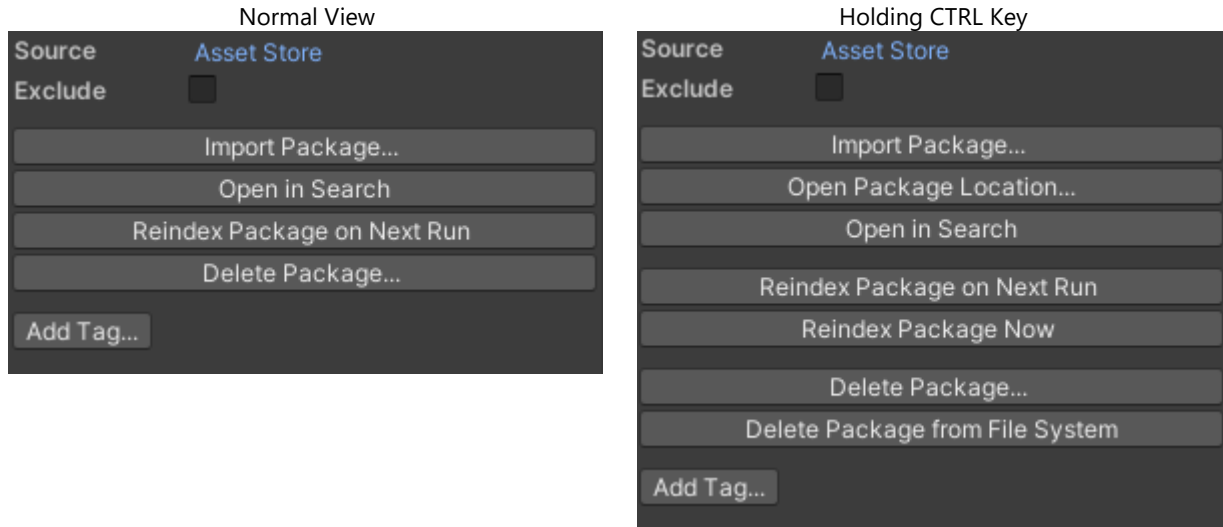 Normal View
Source Asset Store
Exclude
Import Package...
Open in Search
Reindex Package on Next Run
Delete Package...
Add Tag...
Holding CTRL Key
Source Asset Store
Exclude
Import Package...
Open Package Location...
Open in Search
Reindex Package on Next Run
Reindex Package Now
Delete Package...
Delete Package from File System
Add Tag...